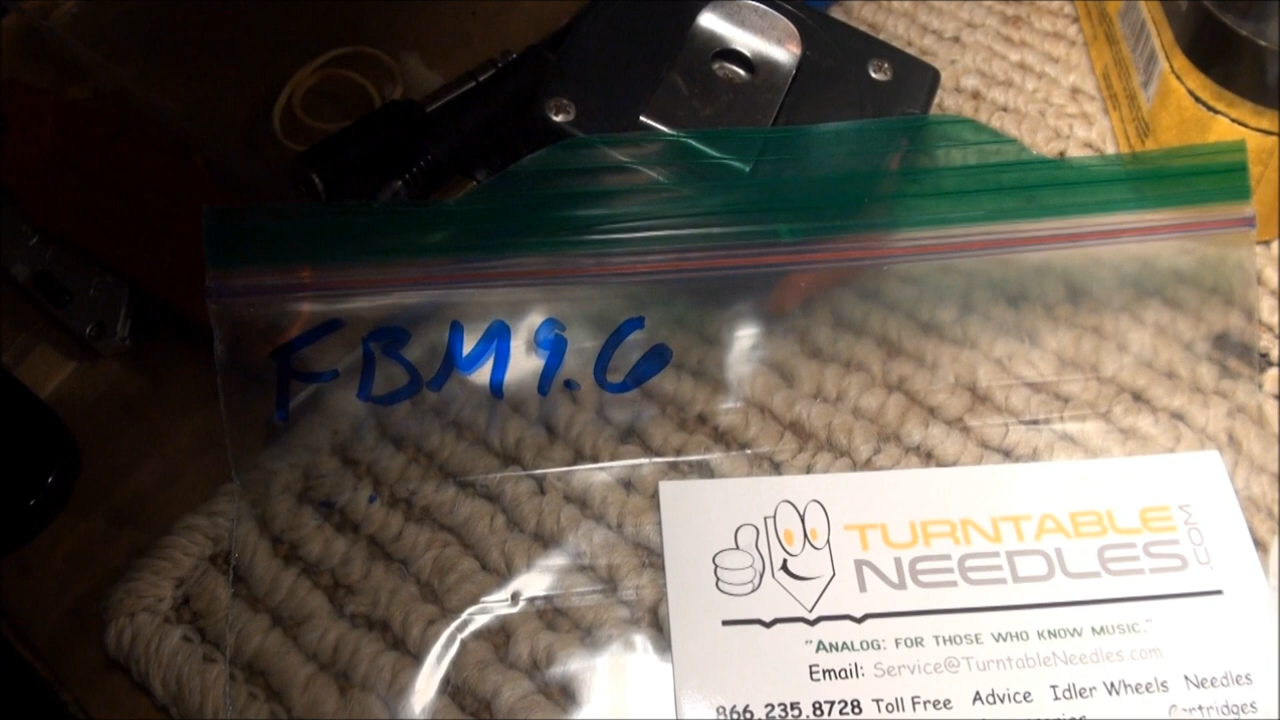 FBM9.6
TURNTABLE
NEEDLES.COM
"ANALOG: FOR THOSE WHO KNOW MUSIC."
Email: Service@TurntableNeedles.com
866.235.8728 Toll Free Advice Idler Wheels Needles
Cartridges